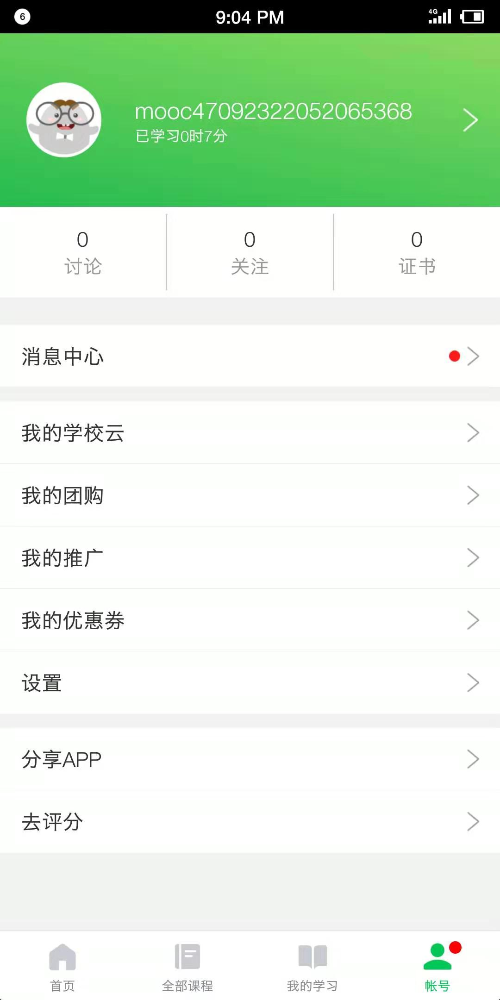 6
9:04 PM
4G
mooc47092322052065368
已学习0时7分
0
讨论
0
关注
0
证书
消息中心
我的学校云
我的团购
我的推广
我的优惠券
设置
分享APP
去评分
首页
全部课程
我的学习
帐号